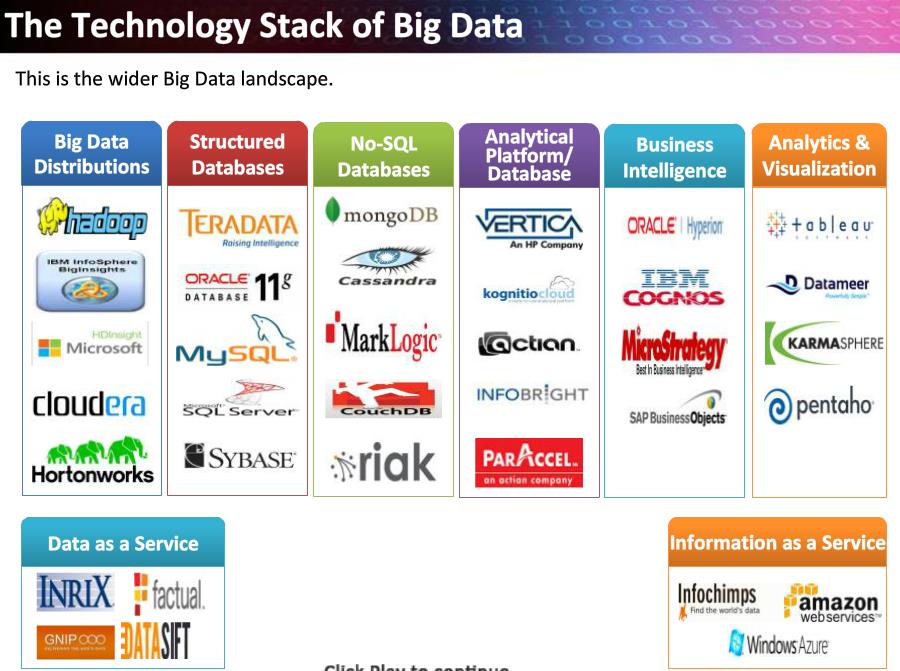 The Technology Stack of Big Data
This is the wider Big Data landscape.
Big Data
Distributions
hadoop
IBM InfoSphere
BigInsights
HDInsight
Microsoft
cloudera
Hortonworks
Structured
Databases
TERADATA
Raising Intelligence
ORACLE
DATABASE 11g
MySQL
Microsoft
SQL Server
SYBASE
No-SQL
Databases
mongoDB
Cassandra
MarkLogic
CouchDB
riak
Analytical
Platform/
Database
VERTICA
An HP Company
kognitiocloud
actian
INFOBRIGHT
PARACCEL
an action company
Business
Intelligence
ORACLE | Hyperion
IBM
COGNOS
MicroStrategy
Best In Business Intelligence
SAP BusinessObjects
Analytics &
Visualization
tableau
SOFTWARE
Datameer
Powerfully Simple
KARMASPHERE
pentaho
Data as a Service
INRIX
factual.
GNIP
DATASIFT
Information as a Service
Infochimps
Find the world's data
amazon
webservices™
Windows Azure
Click Play to continue